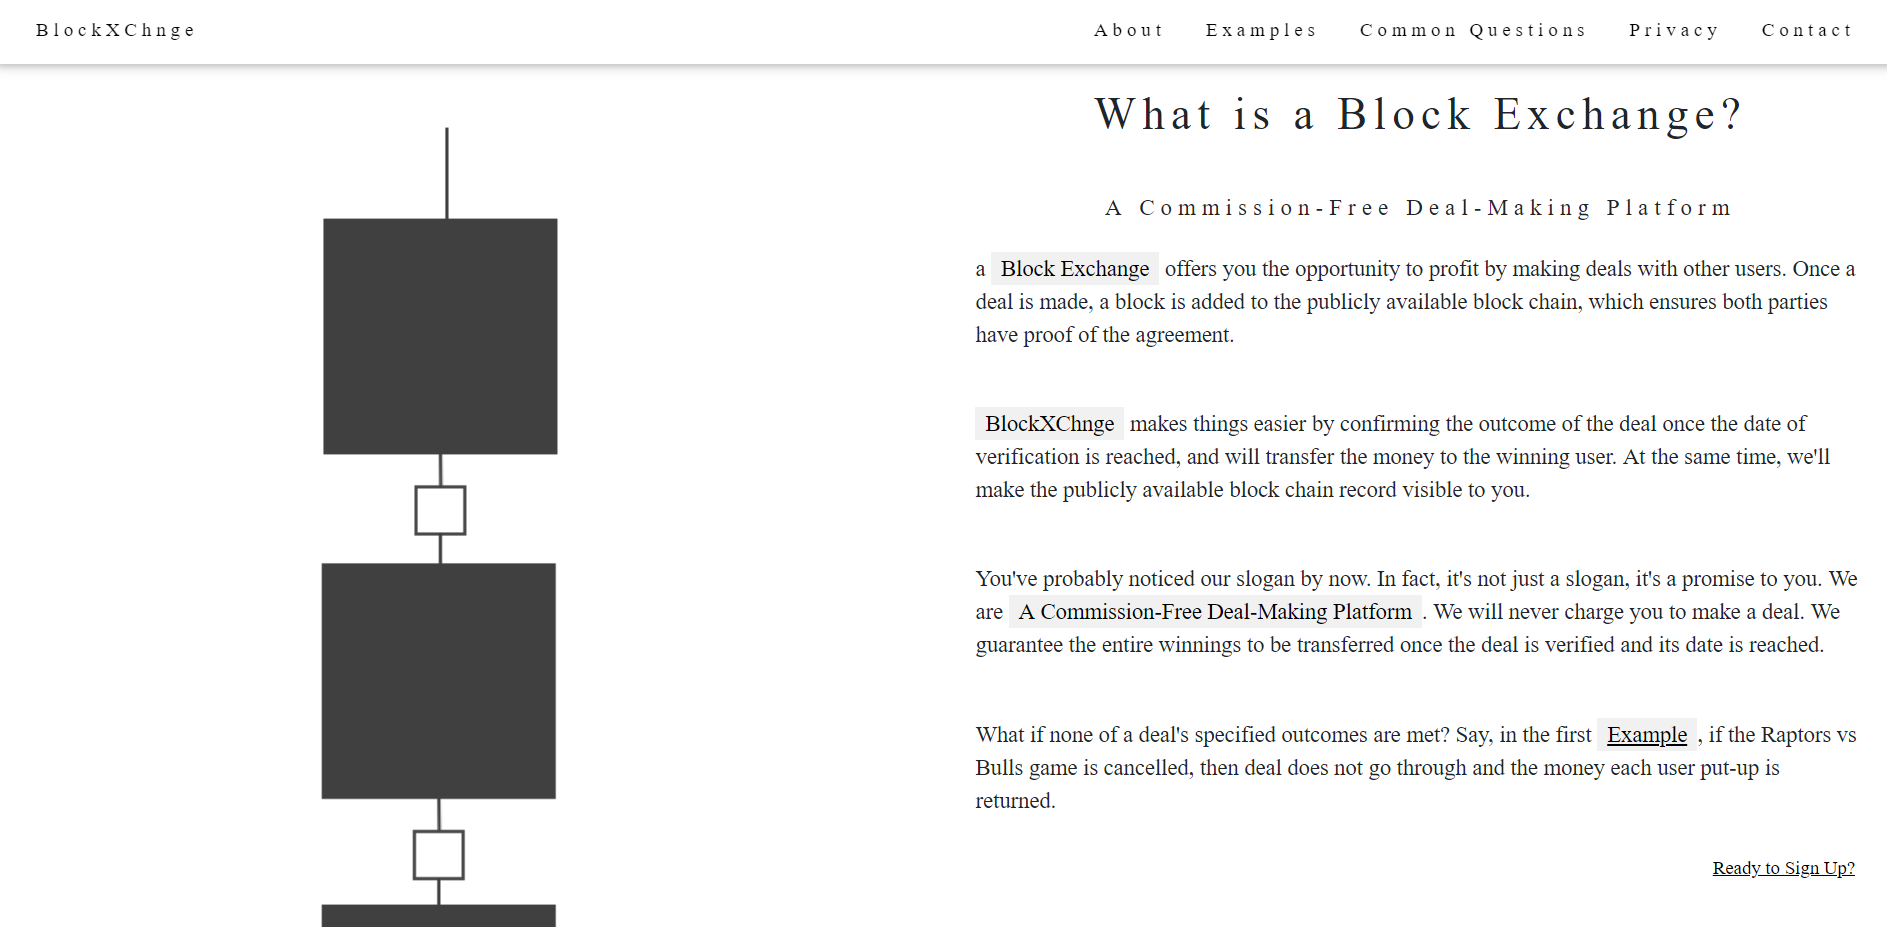 BlockXChnge
About Examples Common Questions Privacy Contact
What is a Block Exchange?
A Commission-Free Deal-Making Platform
a Block Exchange offers you the opportunity to profit by making deals with other users. Once a
deal is made, a block is added to the publicly available block chain, which ensures both parties
have proof of the agreement.
BlockXChnge makes things easier by confirming the outcome of the deal once the date of
verification is reached, and will transfer the money to the winning user. At the same time, we'll
make the publicly available block chain record visible to you.
You've probably noticed our slogan by now. In fact, it's not just a slogan, it's a promise to you. We
are A Commission-Free Deal-Making Platform . We will never charge you to make a deal. We
guarantee the entire winnings to be transferred once the deal is verified and its date is reached.
What if none of a deal's specified outcomes are met? Say, in the first Example , if the Raptors vs
Bulls game is cancelled, then deal does not go through and the money each user put-up is
returned.
Ready to Sign Up?